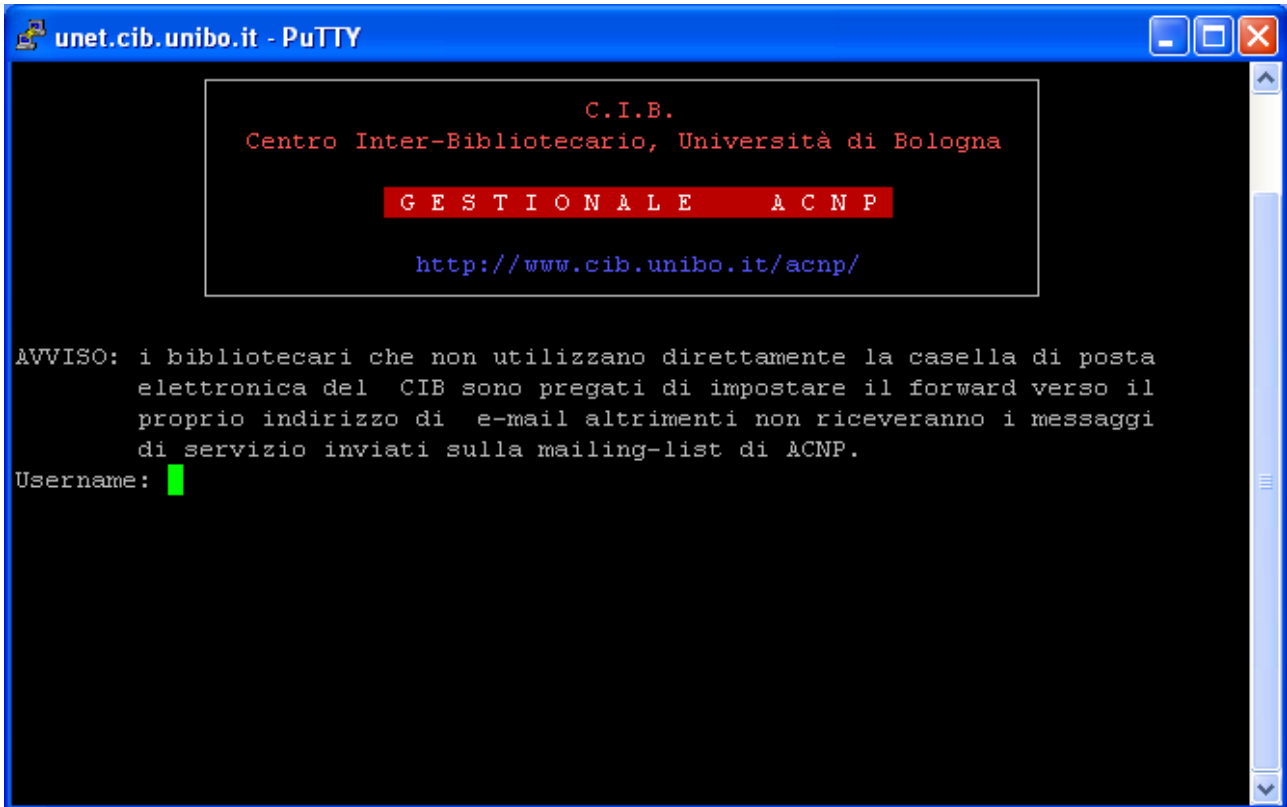 unet.cib.unibo.it - PuTTY
C.I.B.
Centro Inter-Bibliotecario, Università di Bologna
G E S T I O N A L E   A C N P
http://www.cib.unibo.it/acnp/
AVVISO: i bibliotecari che non utilizzano direttamente la casella di posta
elettronica del  CIB sono pregati di impostare il forward verso il
proprio indirizzo di  e-mail altrimenti non riceveranno i messaggi
di servizio inviati sulla mailing-list di ACNP.
Username: